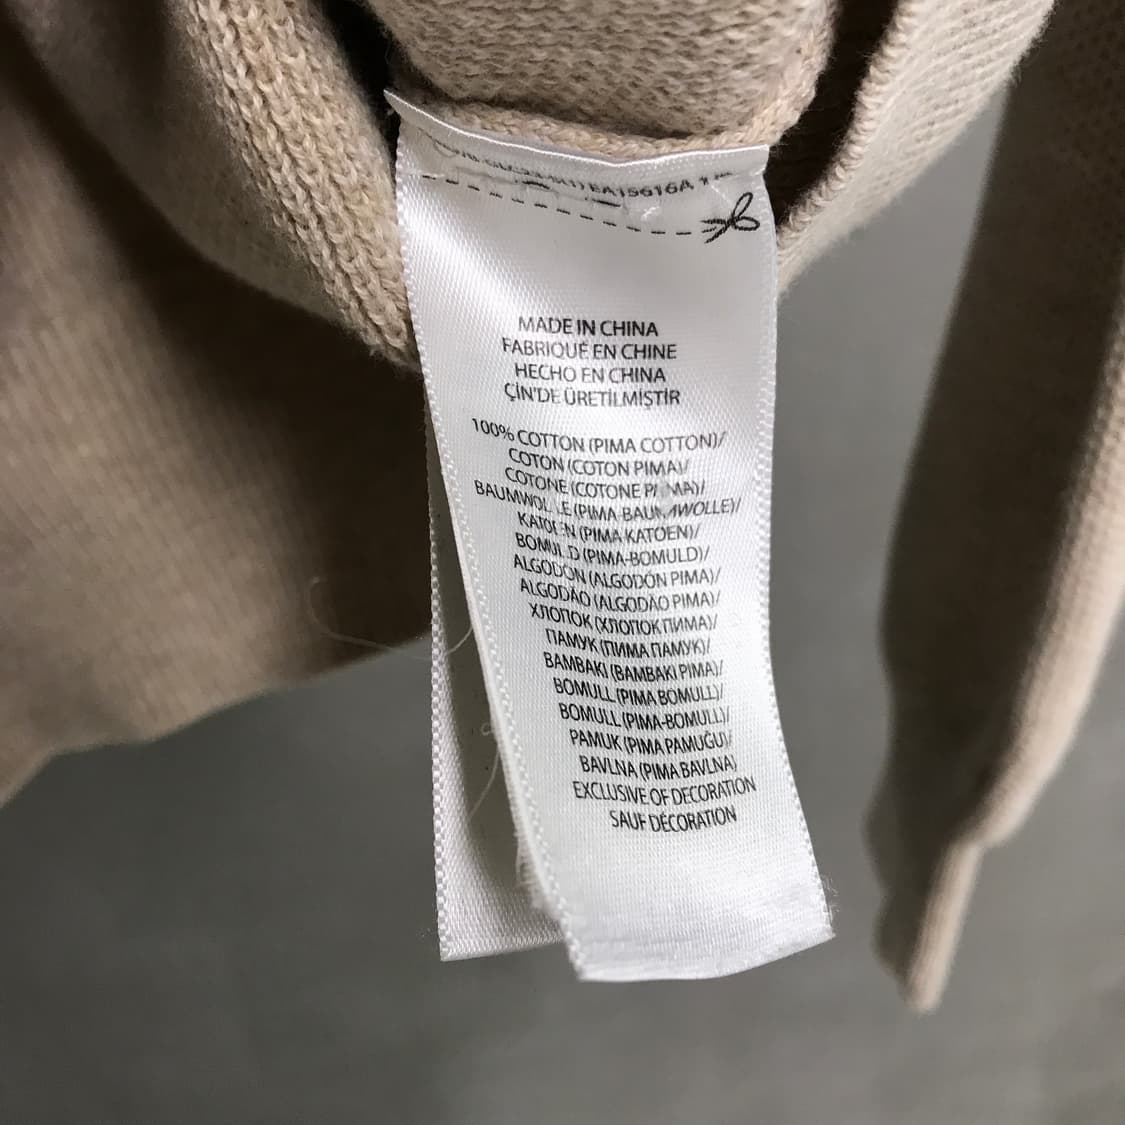 MADE IN CHINA
FABRIQUÉ EN CHINE
HECHO EN CHINA
ÇİN'DE ÜRETİLMİŞTİR
100% COTTON (PIMA COTTON)/
COTON (COTON PIMA)/
COTONE (COTONE PIMA)/
BAUMWOLLE (PIMA-BAUMWOLLE)/
KATOEN (PIMA KATOEN)/
BOMULD (PIMA-BOMULD)/
ALGODÓN (ALGODÓN PIMA)/
ALGODÃO (ALGODÃO PIMA)/
ХЛОПОК (ХЛОПОК ПИМА)/
ПАМУК (ПИМА ПАМУК)/
BAMBAKI (BAMBAKI PIMA)/
BOMULL (PIMA BOMULL)/
BOMULL (PIMA-BOMULL)/
PAMUK (PIMA PAMUĞU)/
BAVLNA (PIMA BAVLNA)
EXCLUSIVE OF DECORATION
SAUF DÉCORATION